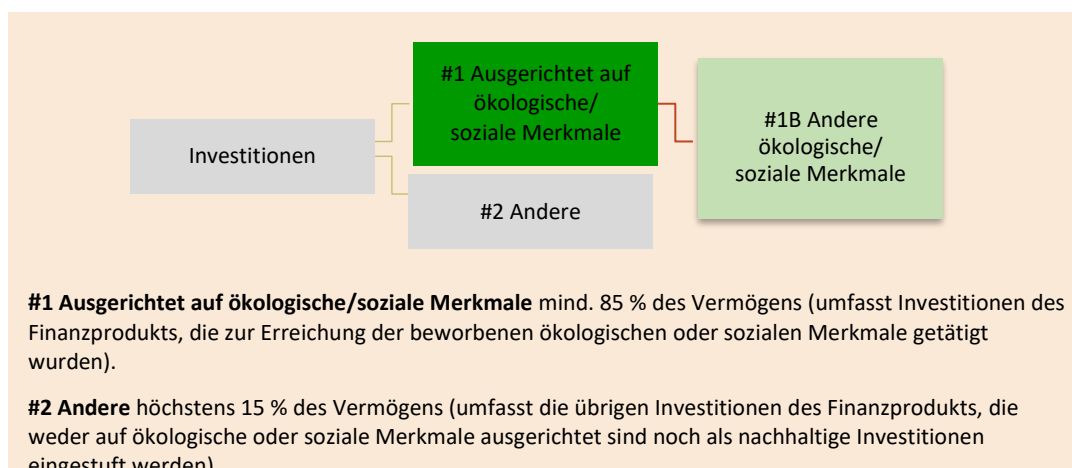 #1 Ausgerichtet auf
ökologische/
soziale Merkmale
#1B Andere
ökologische/
soziale Merkmale
Investitionen
#2 Andere
#1 Ausgerichtet auf ökologische/soziale Merkmale mind. 85 % des Vermögens (umfasst Investitionen des
Finanzprodukts, die zur Erreichung der beworbenen ökologischen oder sozialen Merkmale getätigt
wurden).
#2 Andere höchstens 15 % des Vermögens (umfasst die übrigen Investitionen des Finanzprodukts, die
weder auf ökologische oder soziale Merkmale ausgerichtet sind noch als nachhaltige Investitionen
eingestuft werden).